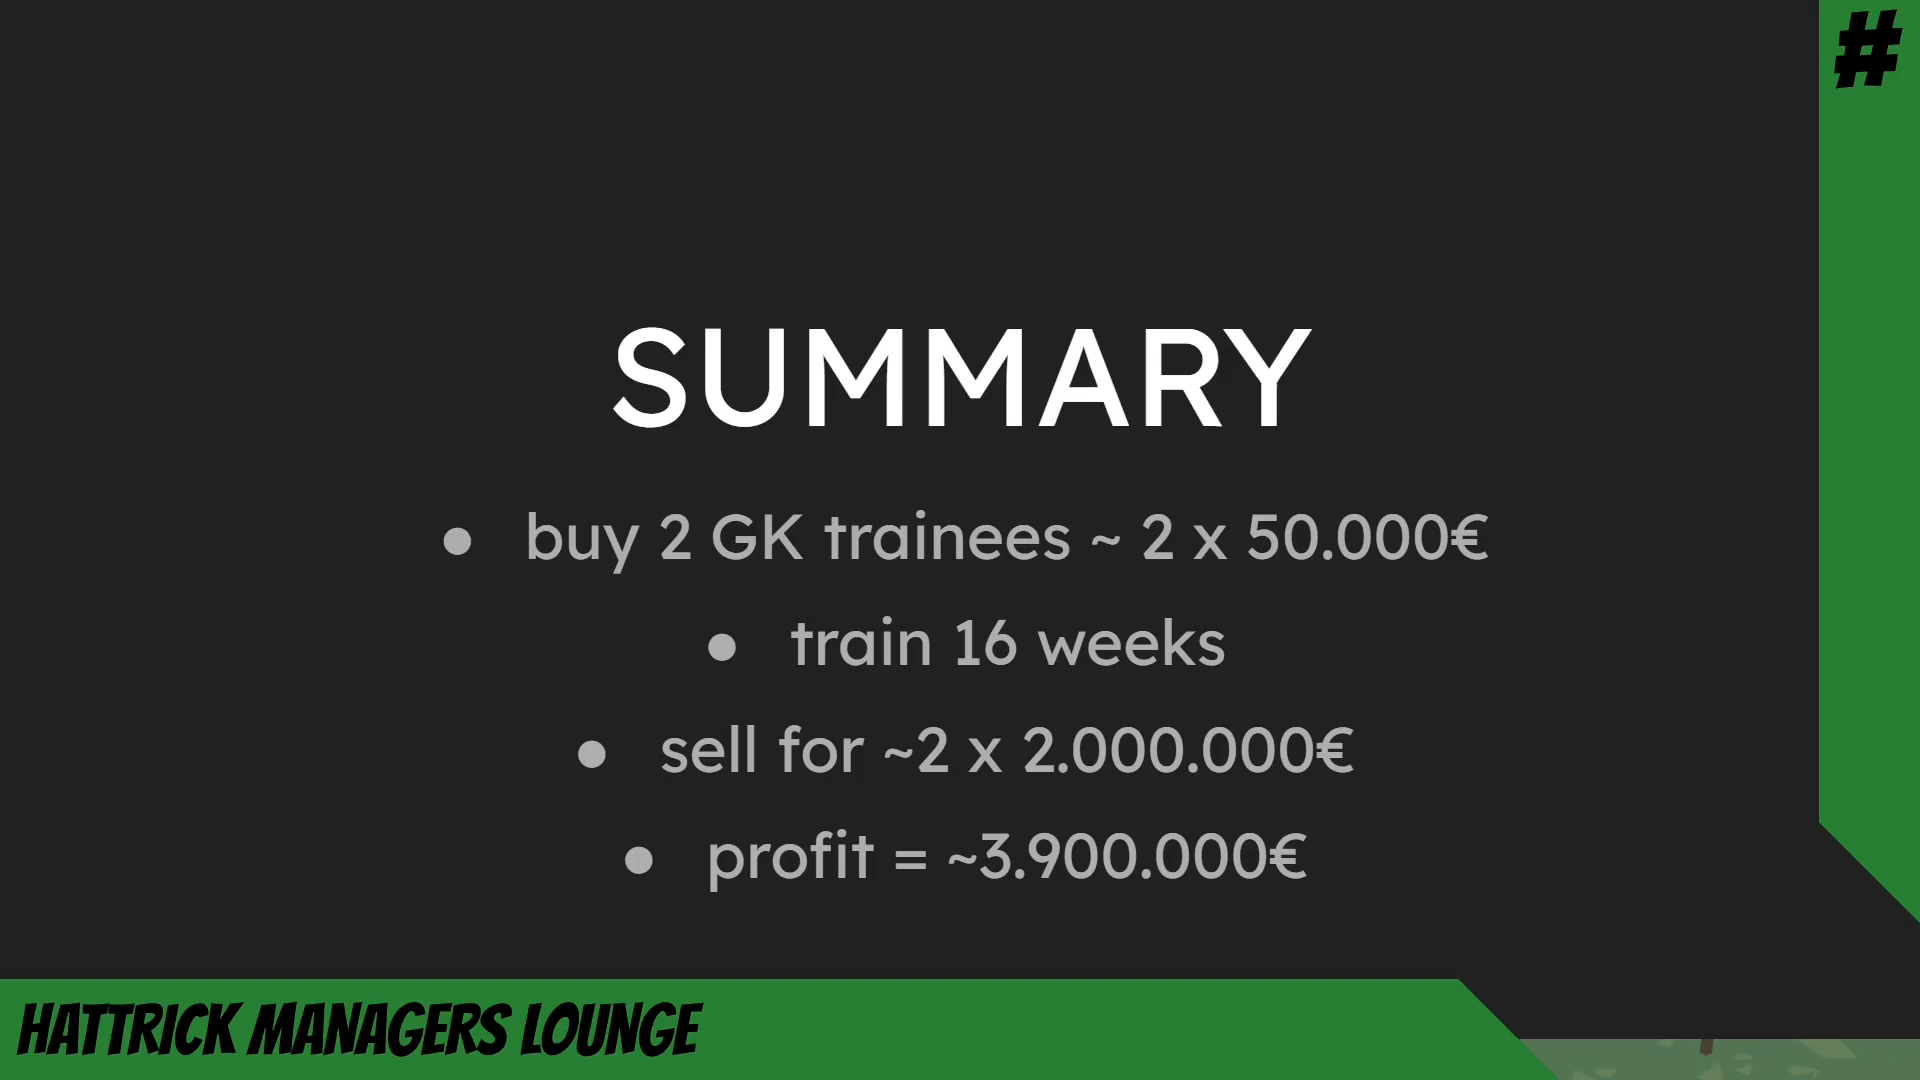 #
SUMMARY
● buy 2 GK trainees ~ 2 x 50.000€
● train 16 weeks
● sell for ~2 x 2.000.000€
● profit = ~3.900.000€
HATTRICK MANAGERS LOUNGE